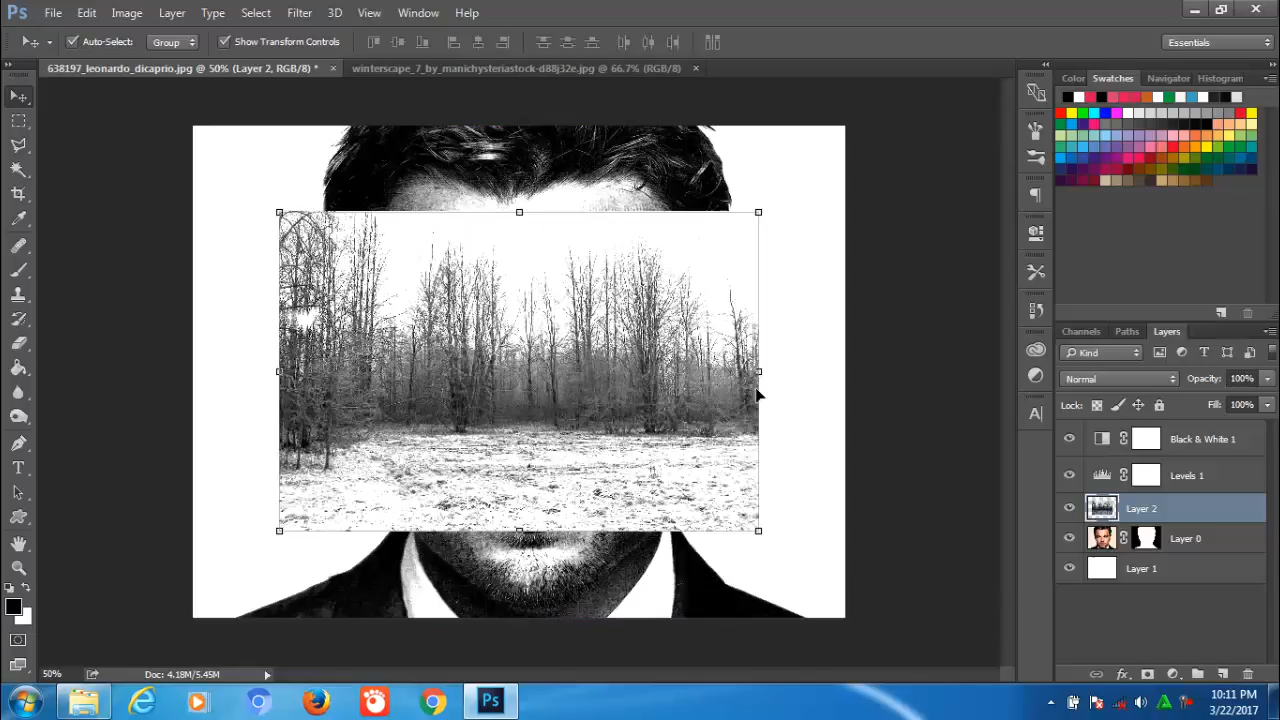 Ps File Edit Image Layer Type Select Filter 3D View Window Help
Auto-Select: Group Show Transform Controls Essentials
638197_leonardo_dicaprio.jpg @ 50% (Layer 2, RGB/8) * × winterscape_7_by_manichysteriastock-d88j32e.jpg @ 66.7% (RGB/8) ×
Color Swatches Navigator Histogram
Channels Paths Layers
Kind
Normal Opacity: 100%
Lock: Fill: 100%
Black & White 1
Levels 1
Layer 2
Layer 0
Layer 1
50% Doc: 4.18M/5.45M
Ps
10:11 PM
3/22/2017